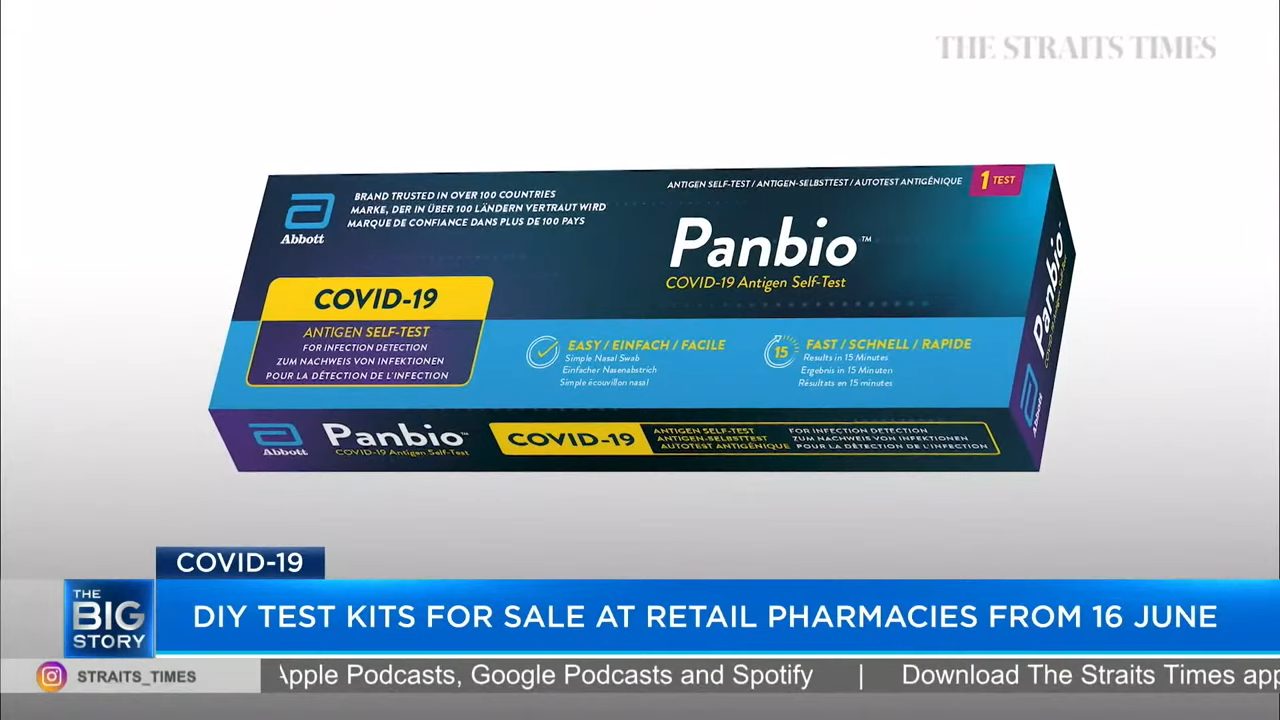 THE STRAITS TIMES
Abbott
BRAND TRUSTED IN OVER 100 COUNTRIES
MARKE, DER IN ÜBER 100 LÄNDERN VERTRAUT WIRD
MARQUE DE CONFIANCE DANS PLUS DE 100 PAYS
ANTIGEN SELF-TEST / ANTIGEN-SELBSTTEST / AUTOTEST ANTIGÉNIQUE
1 TEST
Panbio™
COVID-19 Antigen Self-Test
COVID-19
ANTIGEN SELF-TEST
FOR INFECTION DETECTION
ZUM NACHWEIS VON INFEKTIONEN
POUR LA DÉTECTION DE L'INFECTION
EASY / EINFACH / FACILE
Simple Nasal Swab
Einfacher Nasenabstrich
Simple écouvillon nasal
15
FAST / SCHNELL / RAPIDE
Results in 15 Minutes
Ergebnis in 15 Minuten
Résultats en 15 minutes
Abbott
Panbio™
COVID-19 Antigen Self-Test
COVID-19
ANTIGEN SELF-TEST
ANTIGEN-SELBSTTEST
AUTOTEST ANTIGÉNIQUE
FOR INFECTION DETECTION
ZUM NACHWEIS VON INFEKTIONEN
POUR LA DÉTECTION DE L'INFECTION
Panbio™
COVID-19 Antigen Self-Test
Abbott
COVID-19
THE
BIG
STORY
DIY TEST KITS FOR SALE AT RETAIL PHARMACIES FROM 16 JUNE
STRAITS_TIMES
Apple Podcasts, Google Podcasts and Spotify | Download The Straits Times app